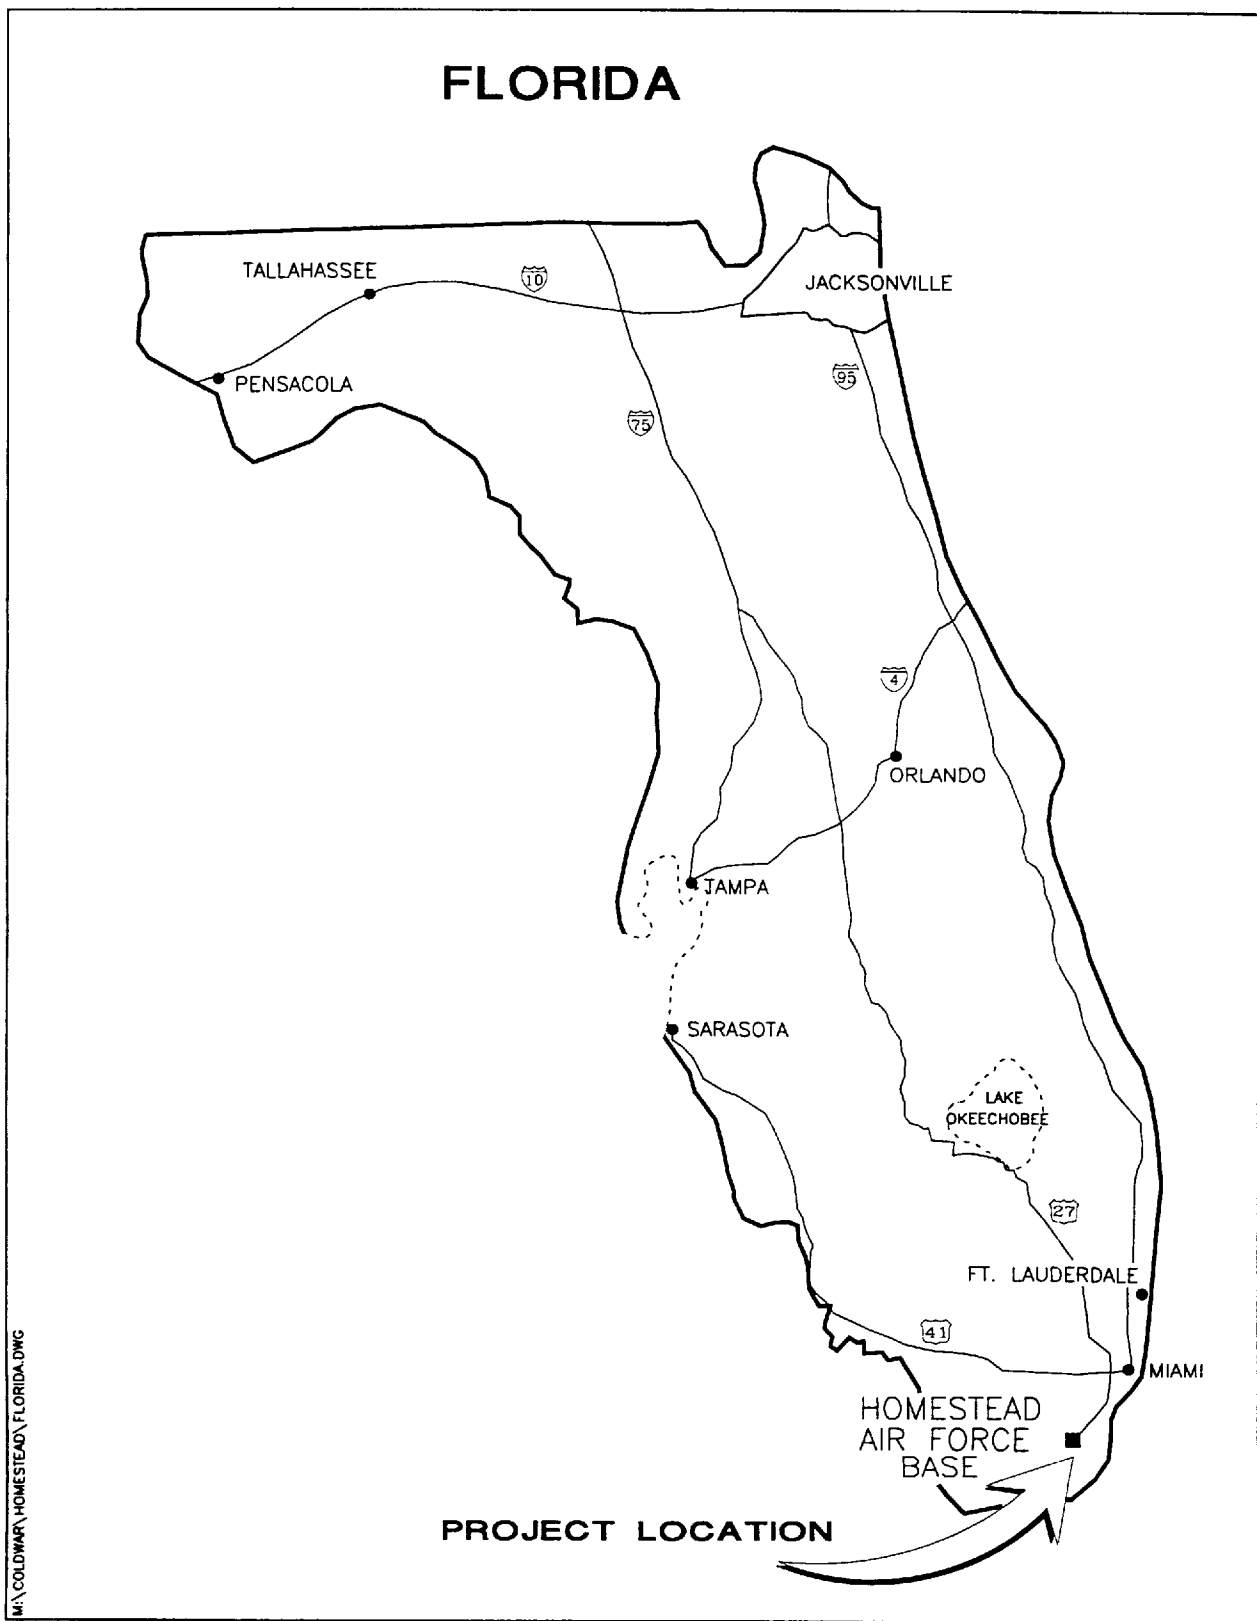 FLORIDA
TALLAHASSEE
10
JACKSONVILLE
PENSACOLA
95
75
4
ORLANDO
TAMPA
SARASOTA
LAKE
OKEECHOBEE
27
FT. LAUDERDALE
41
MIAMI
HOMESTEAD
AIR FORCE
BASE
PROJECT LOCATION
M:\COLDWAR\HOMESTEAD\FLORIDA.DWG